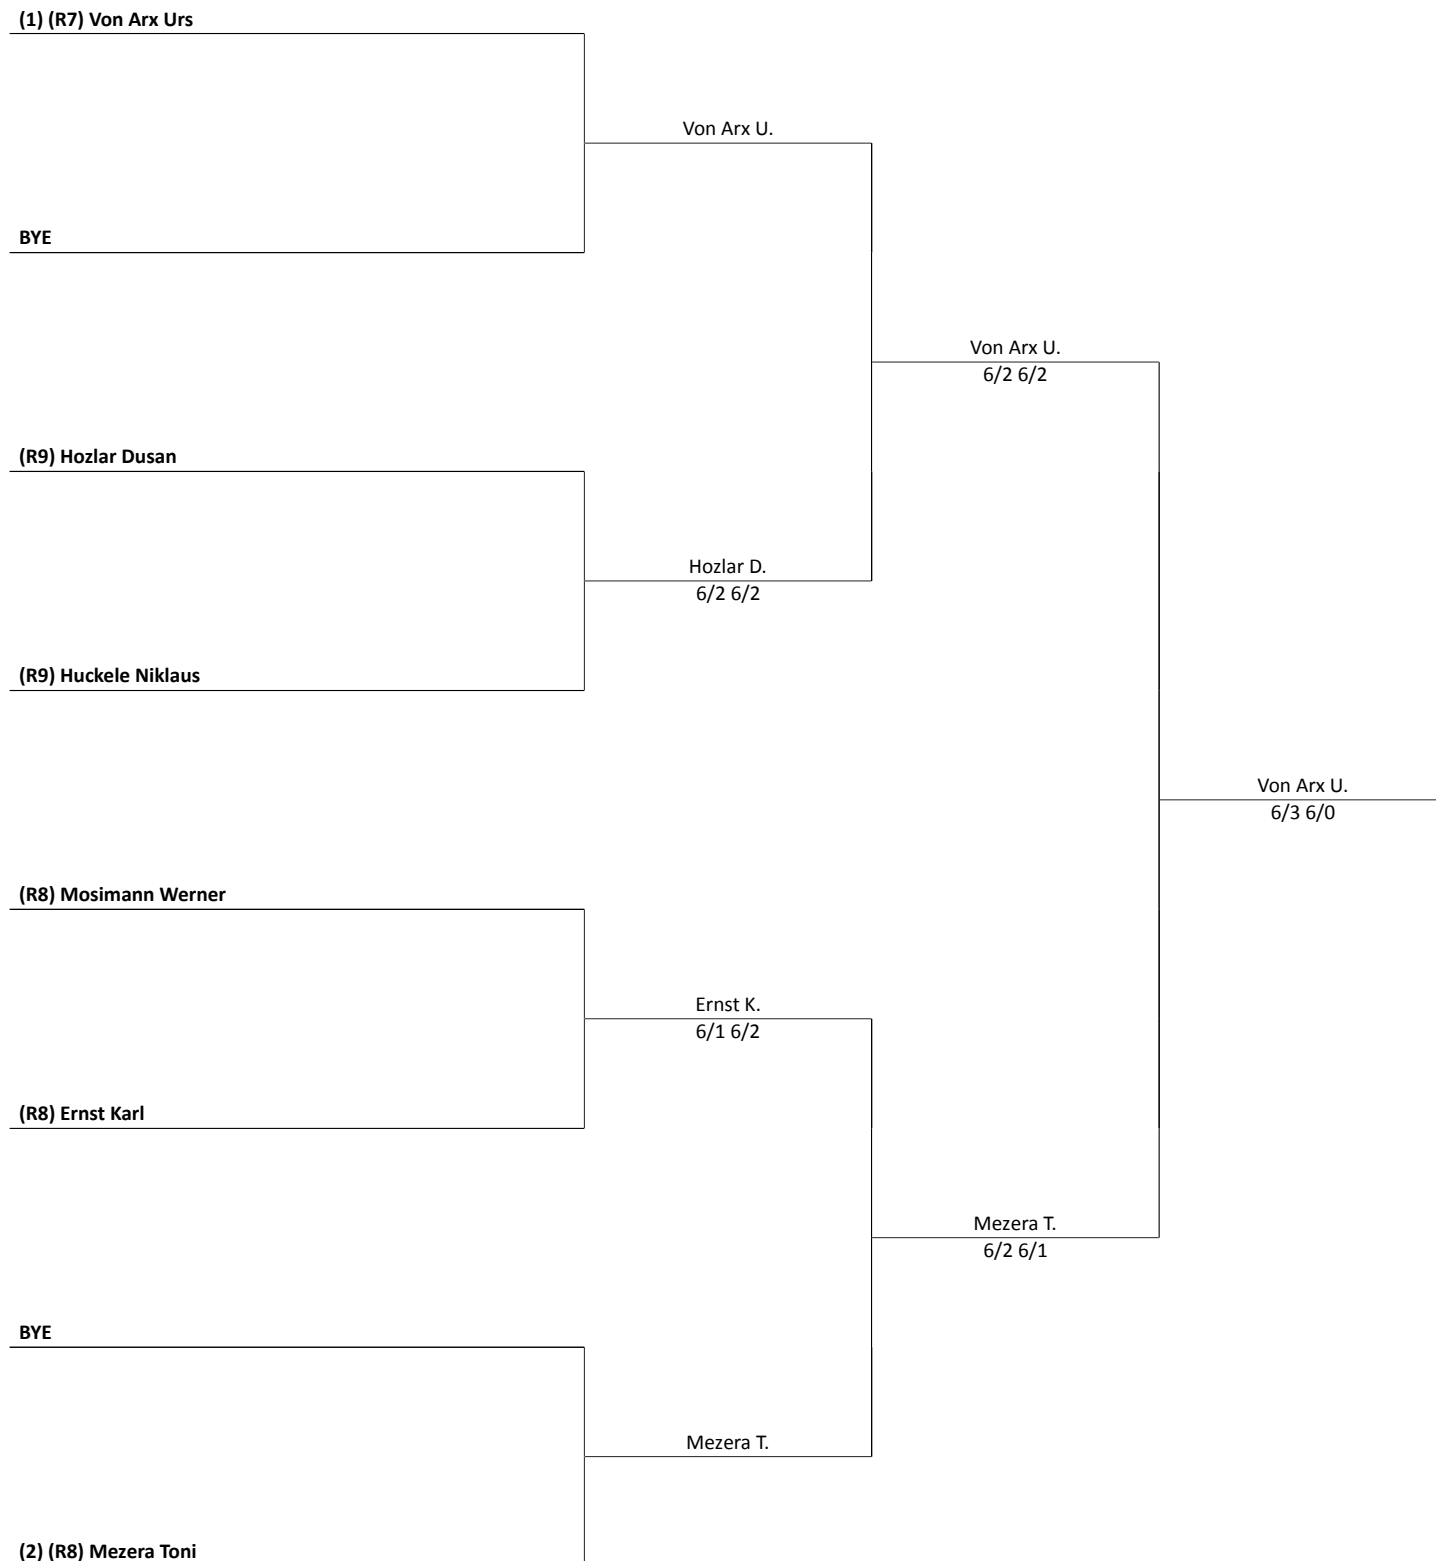 (1) (R7) Von Arx Urs
Von Arx U.
BYE
Von Arx U.
6/2 6/2
(R9) Hozlar Dusan
Hozlar D.
6/2 6/2
(R9) Huckele Niklaus
Von Arx U.
6/3 6/0
(R8) Mosimann Werner
Ernst K.
6/1 6/2
(R8) Ernst Karl
Mezera T.
6/2 6/1
BYE
Mezera T.
(2) (R8) Mezera Toni